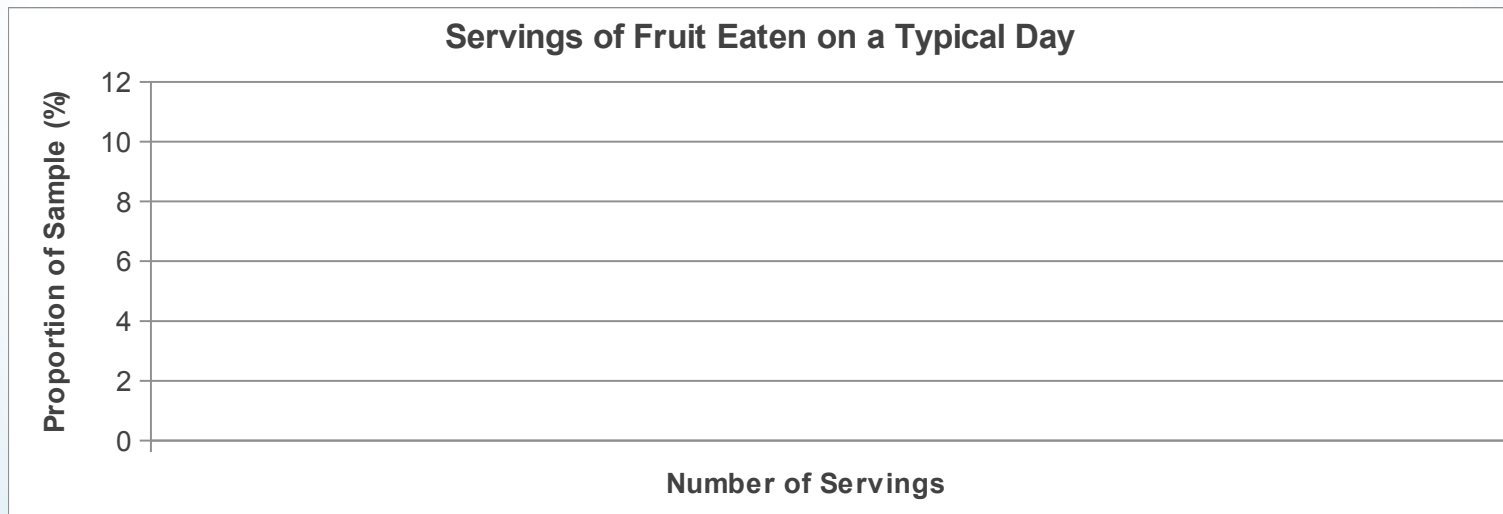 Servings of Fruit Eaten on a Typical Day
Proportion of Sample (%)
12
10
8
6
4
2
0
Number of Servings